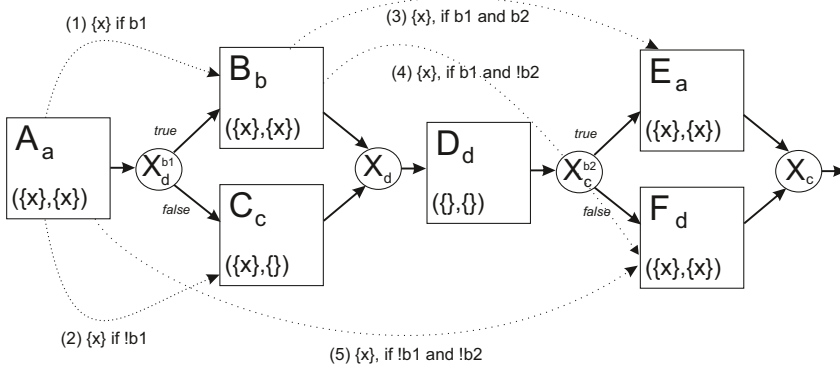 (1) {x} if b1
(3) {x}, if b1 and b2
(4) {x}, if b1 and !b2
A a
({x},{x})
true
X b1 d
false
B b
({x},{x})
C c
({x},{})
X d
D d
({},{})
true
X b2 c
false
E a
({x},{x})
F d
({x},{x})
X c
(2) {x} if !b1
(5) {x}, if !b1 and !b2